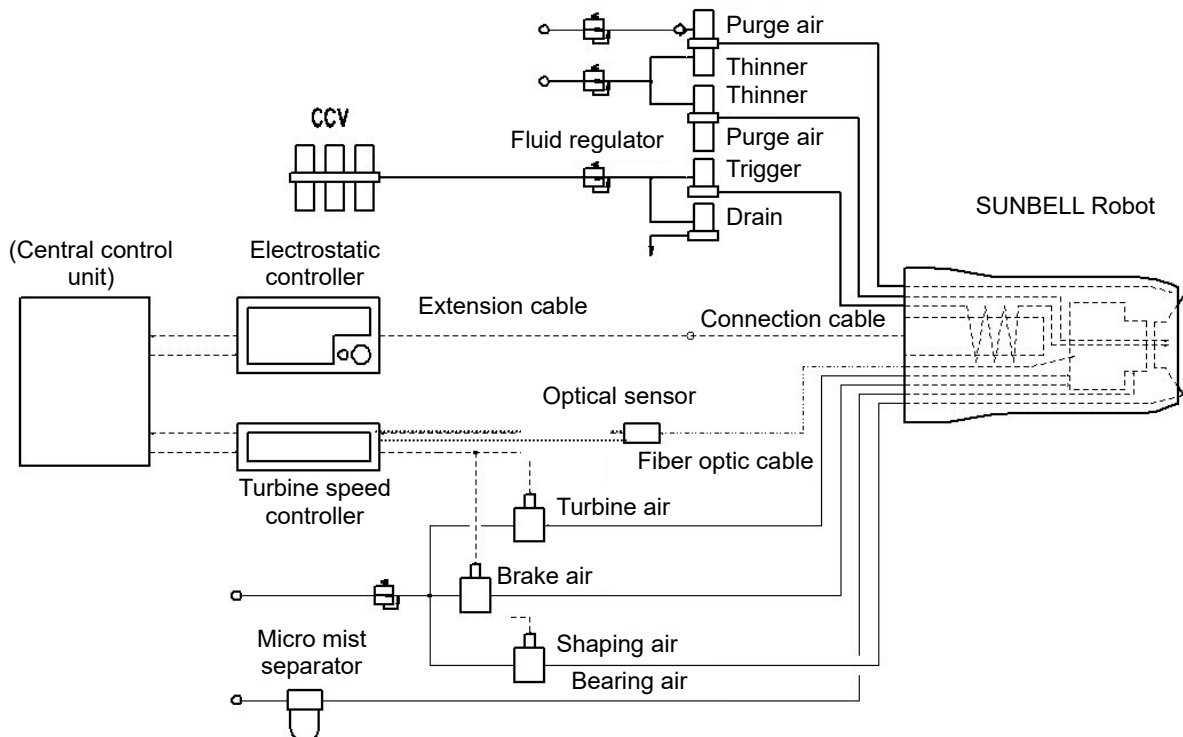 Purge air
Thinner
Thinner
Purge air
CCV
Fluid regulator
Trigger
Drain
SUNBELL Robot
(Central control
unit)
Electrostatic
controller
Extension cable
Connection cable
Optical sensor
Fiber optic cable
Turbine speed
controller
Turbine air
Brake air
Micro mist
separator
Shaping air
Bearing air